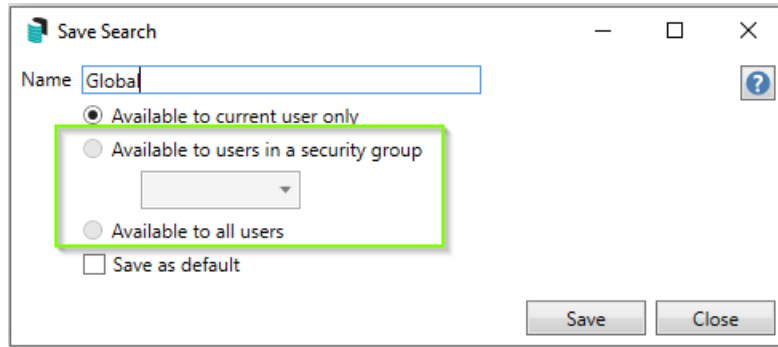 Save Search
Name Global
Available to current user only
Available to users in a security group
Available to all users
Save as default
Save Close